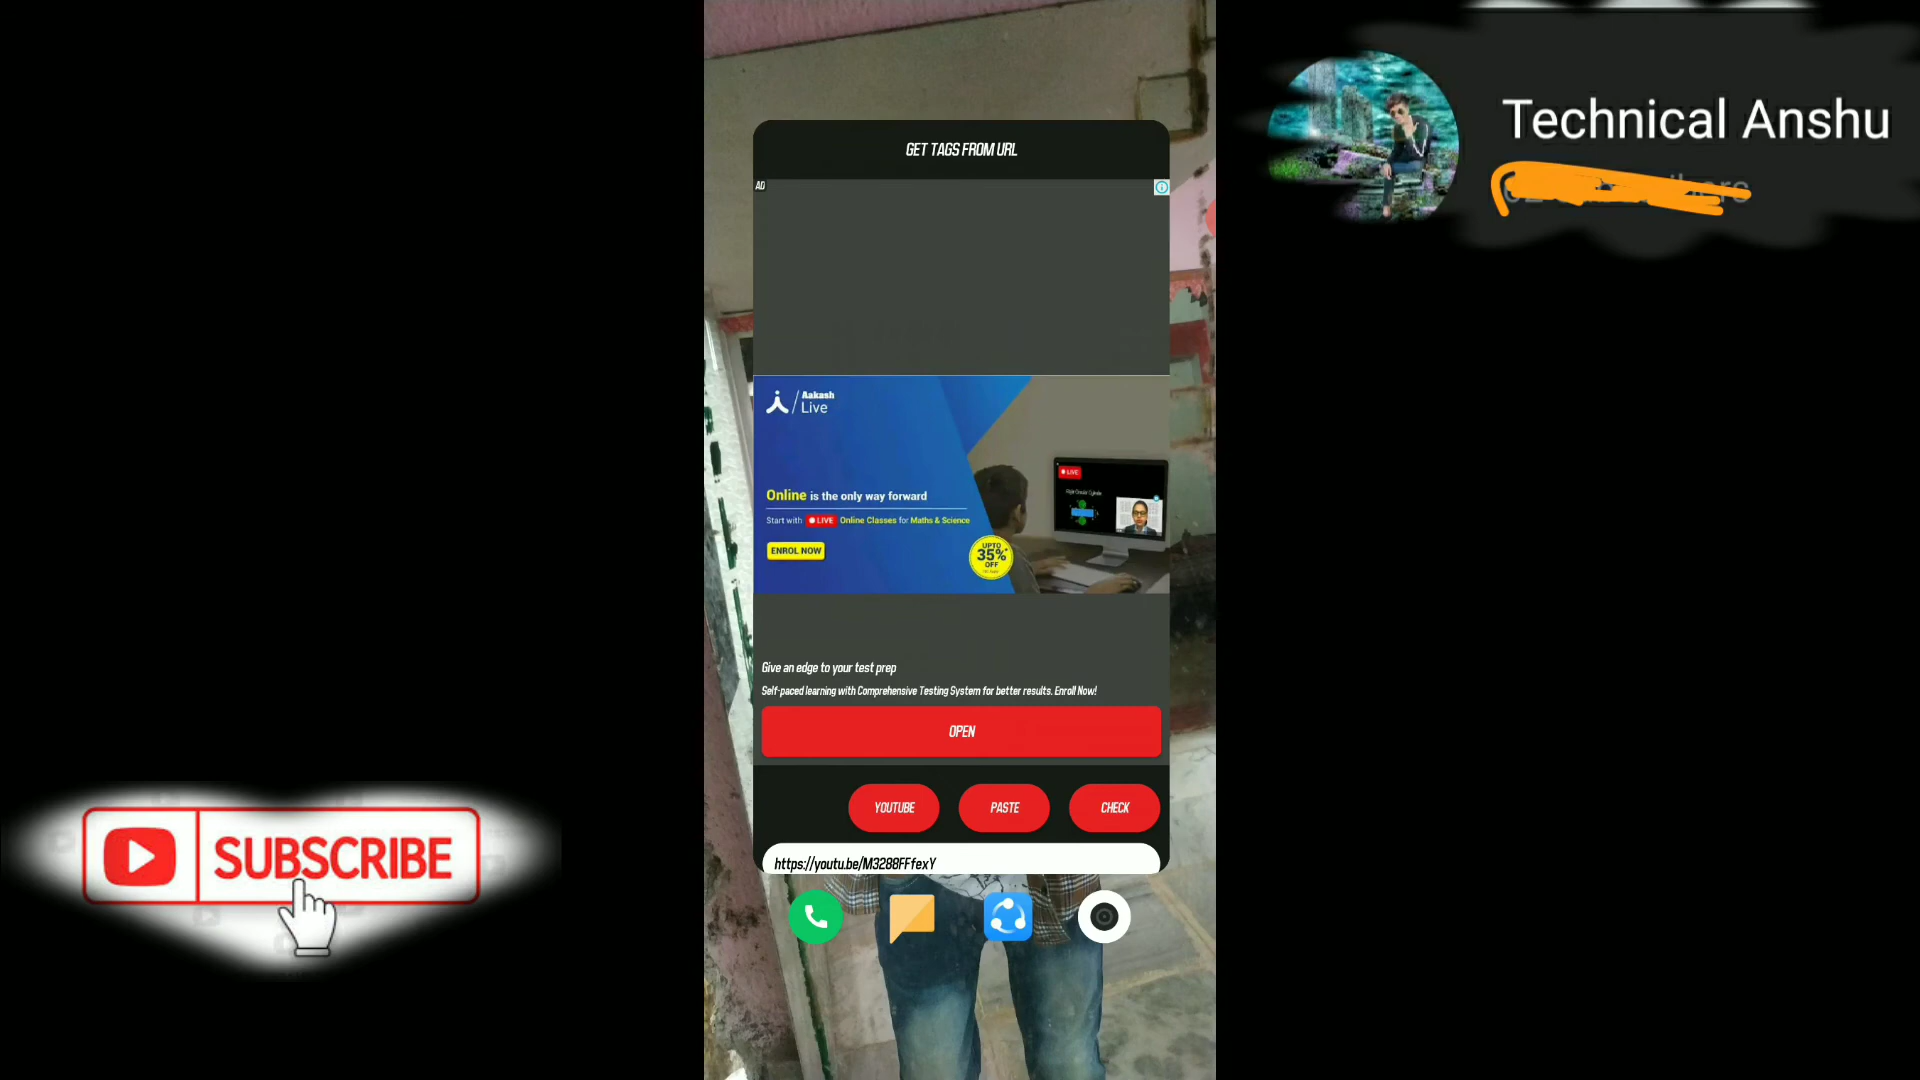 Technical Anshu
GET TAGS FROM URL
AD
Aakash
Live
LIVE
Online is the only way forward
Start with LIVE Online Classes for Maths & Science
ENROL NOW
UPTO
35%*
OFF
Give an edge to your test prep
Self-paced learning with Comprehensive Testing System for better results. Enroll Now!
OPEN
YOUTUBE PASTE CHECK
https://youtu.be/M3288FFfexY
SUBSCRIBE